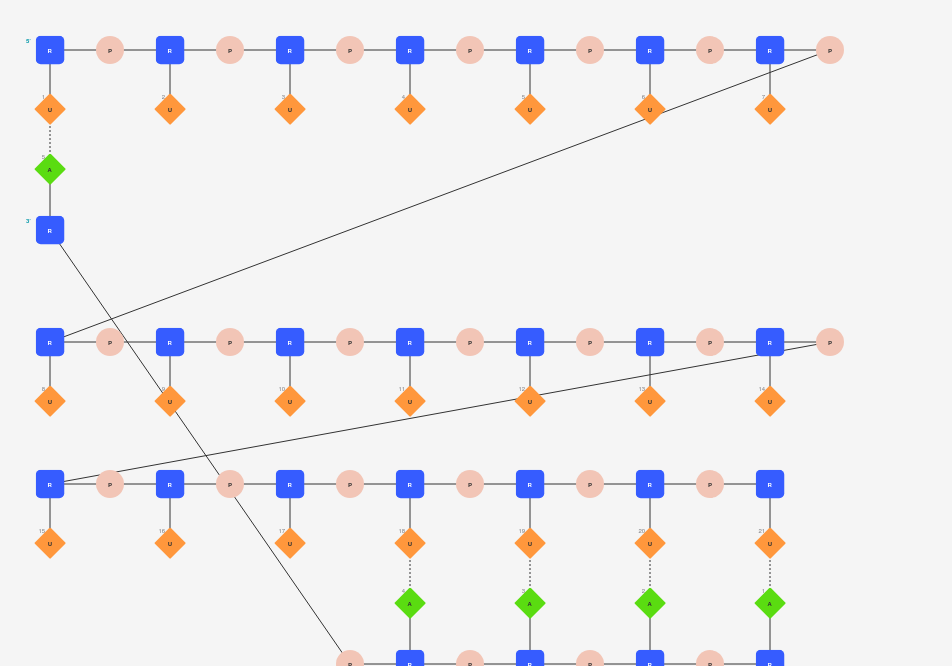 5' R P R P R P R P R P R P R P
1 2 3 4 5 6 7
U U U U U U U
5
A
3' R
R P R P R P R P R P R P R P
8 9 10 11 12 13 14
U U U U U U U
R P R P R P R P R P R P R
15 16 17 18 19 20 21
U U U U U U U
4 3 2 1
A A A A
P R P R P R P R